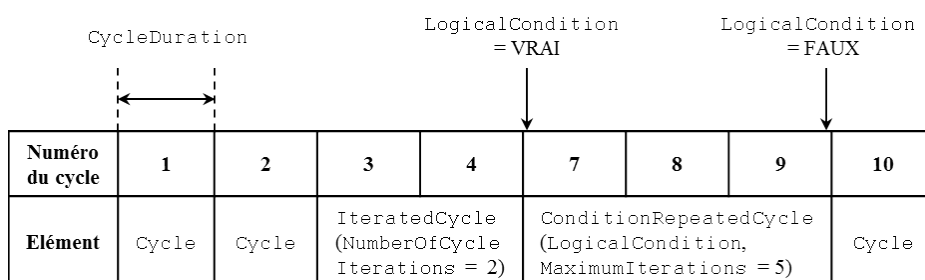 CycleDuration
LogicalCondition
= VRAI
LogicalCondition
= FAUX
Numéro
du cycle
1
2
3
4
7
8
9
10
Elément
Cycle
Cycle
IteratedCycle
(NumberOfCycle
Iterations = 2)
ConditionRepeatedCycle
(LogicalCondition,
MaximumIterations = 5)
Cycle